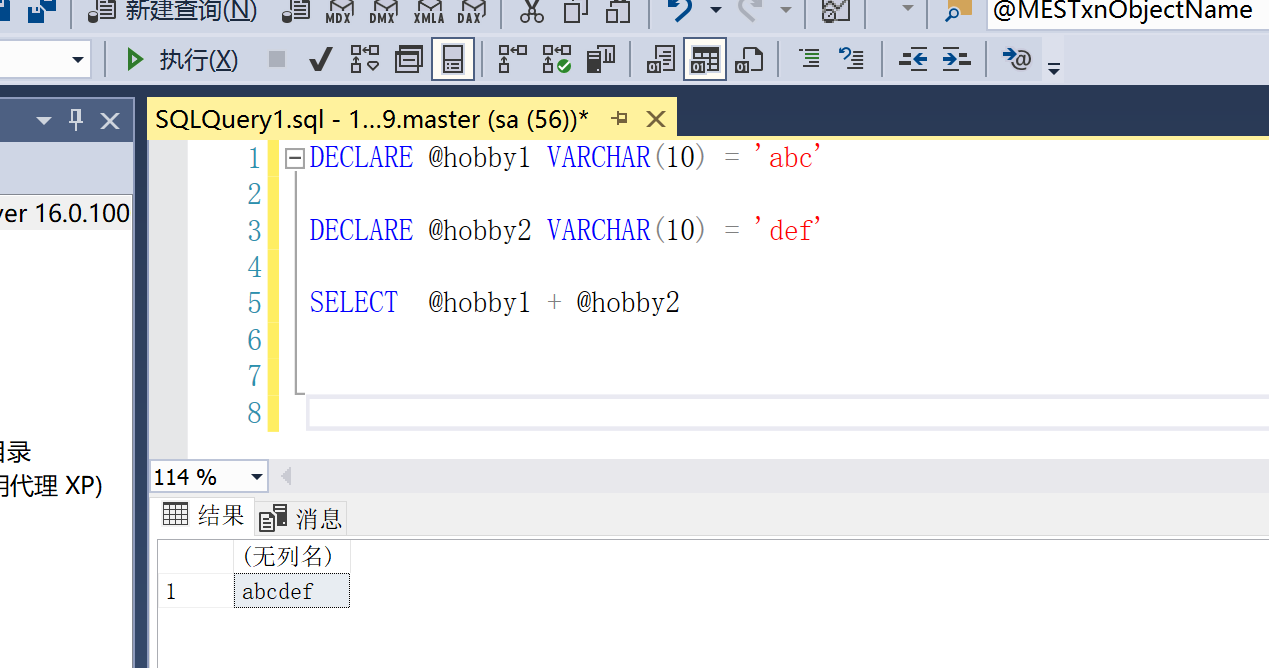 新建查询(N)
MDX DMX XMLA DAX
@MESTxnObjectName
执行(X)
SQLQuery1.sql - 1...9.master (sa (56))*
1 DECLARE @hobby1 VARCHAR(10) = 'abc'
2
3 DECLARE @hobby2 VARCHAR(10) = 'def'
4
5 SELECT  @hobby1 + @hobby2
6
7
8
ver 16.0.100
目录
明代理 XP)
114 %
结果 消息
(无列名)
1 abcdef